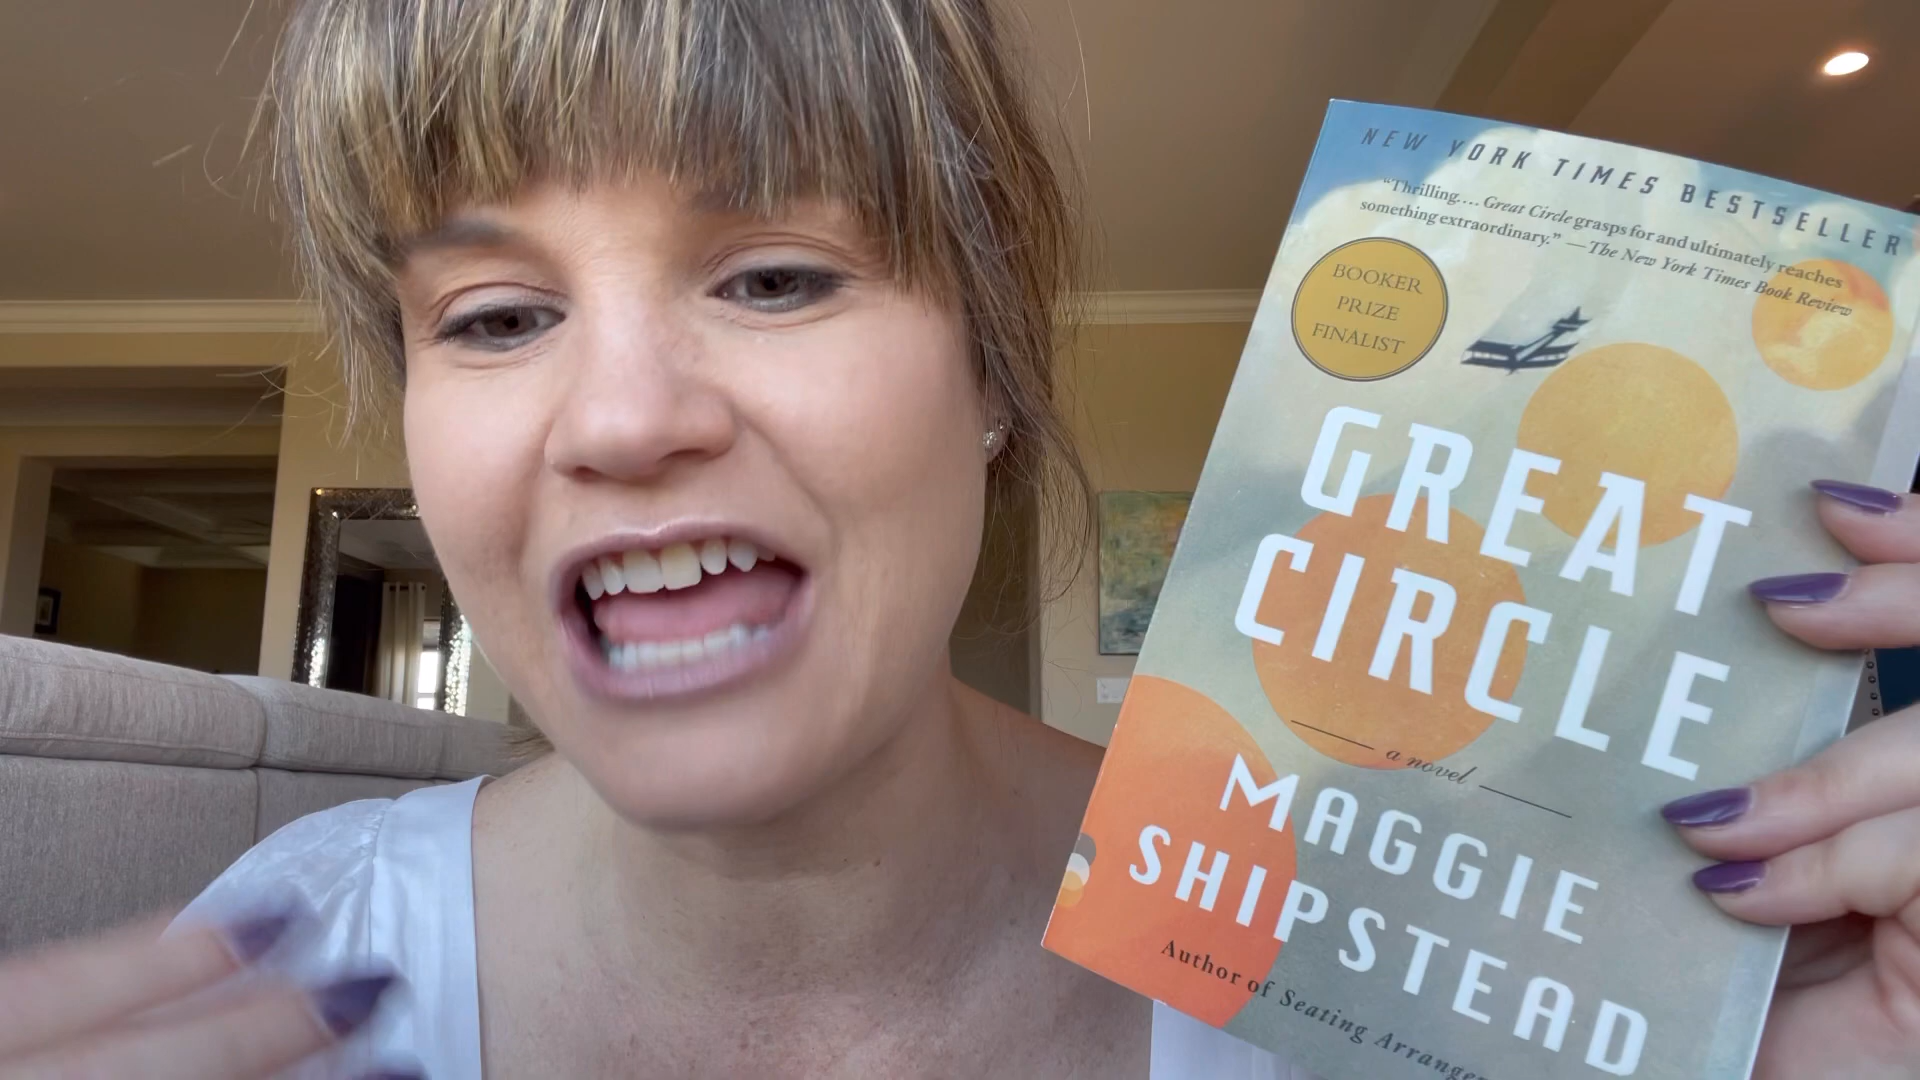 NEW YORK TIMES BESTSELLER
“Thrilling.... Great Circle grasps for and ultimately reaches
something extraordinary.” —The New York Times Book Review
BOOKER
PRIZE
FINALIST
GREAT
CIRCLE
a novel
MAGGIE
SHIPSTEAD
Author of Seating